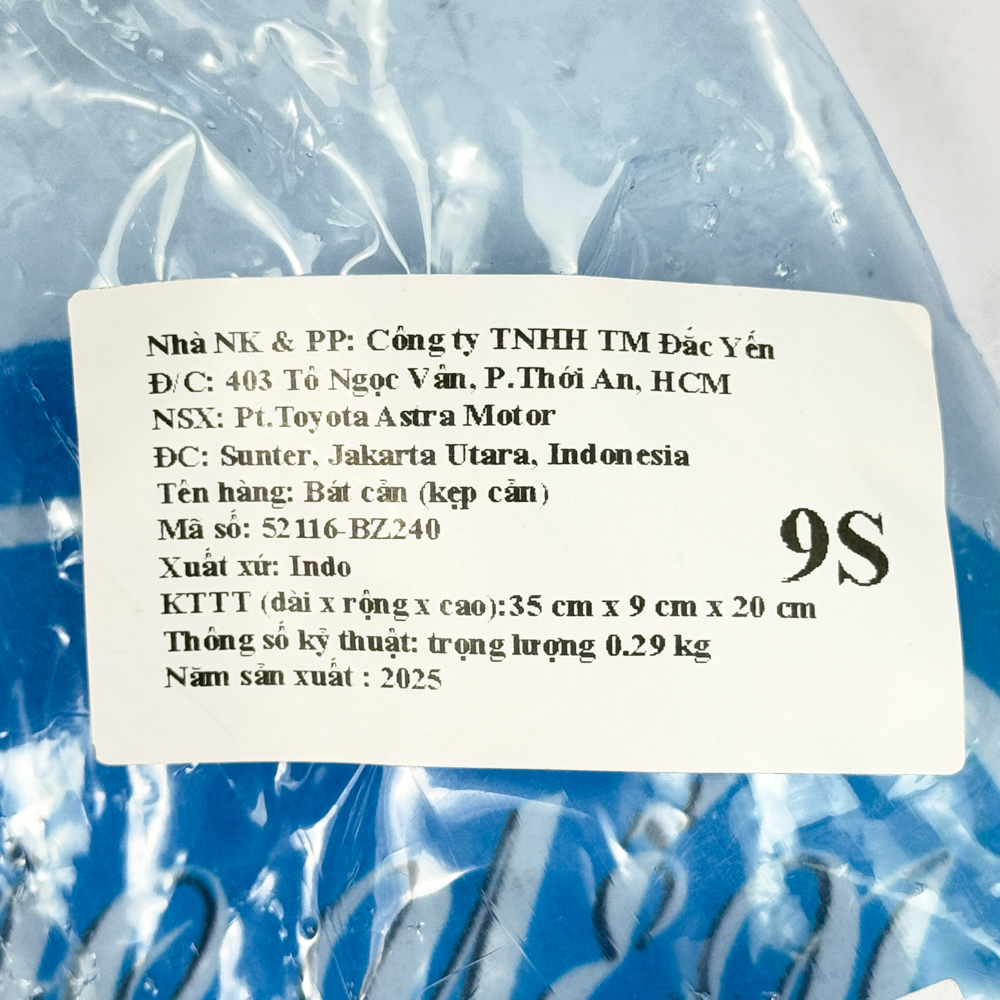 Nhà NK & PP: Công ty TNHH TM Đắc Yến
Đ/C: 403 Tô Ngọc Vân, P.Thới An, HCM
NSX: Pt.Toyota Astra Motor
ĐC: Sunter, Jakarta Utara, Indonesia
Tên hàng: Bát cản (kẹp cản)
Mã số: 52116-BZ240
Xuất xứ: Indo
KTTT (dài x rộng x cao):35 cm x 9 cm x 20 cm
Thông số kỷ thuật: trọng lượng 0.29 kg
Năm sản xuất : 2025
9S